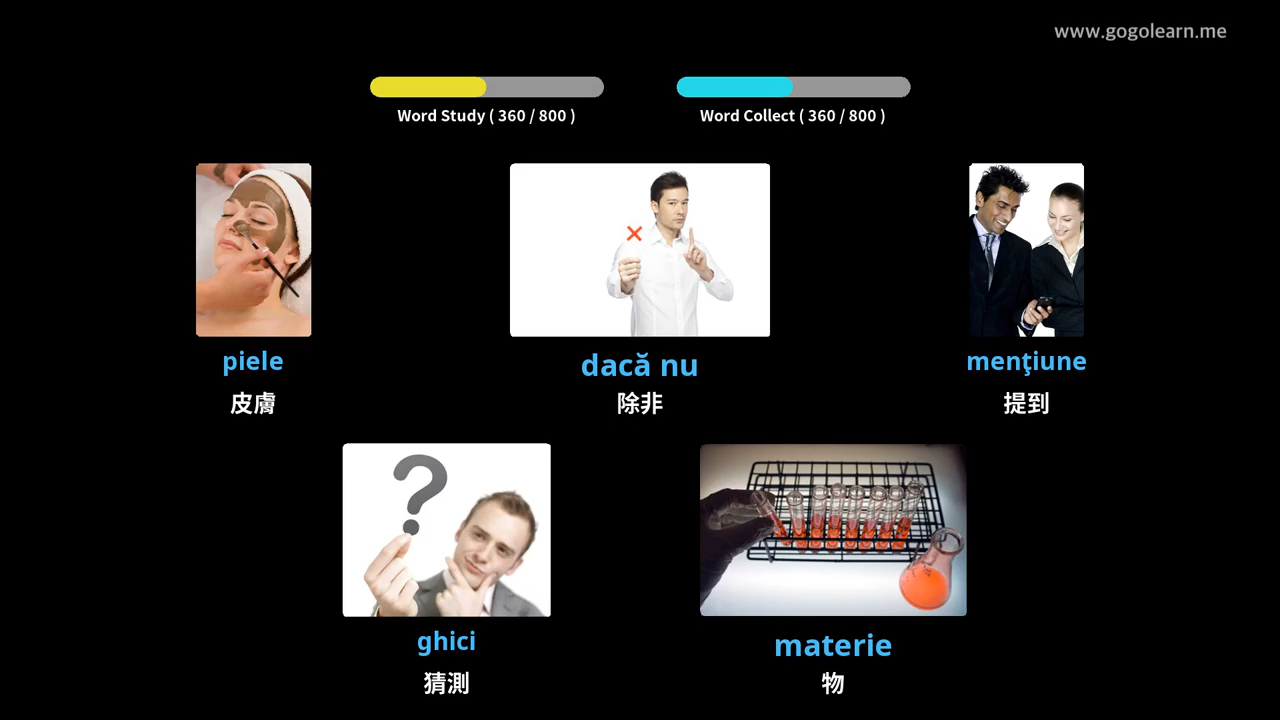 www.gogolearn.me
Word Study ( 360 / 800 )
Word Collect ( 360 / 800 )
piele
皮膚
dacă nu
除非
menţiune
提到
ghici
猜測
materie
物